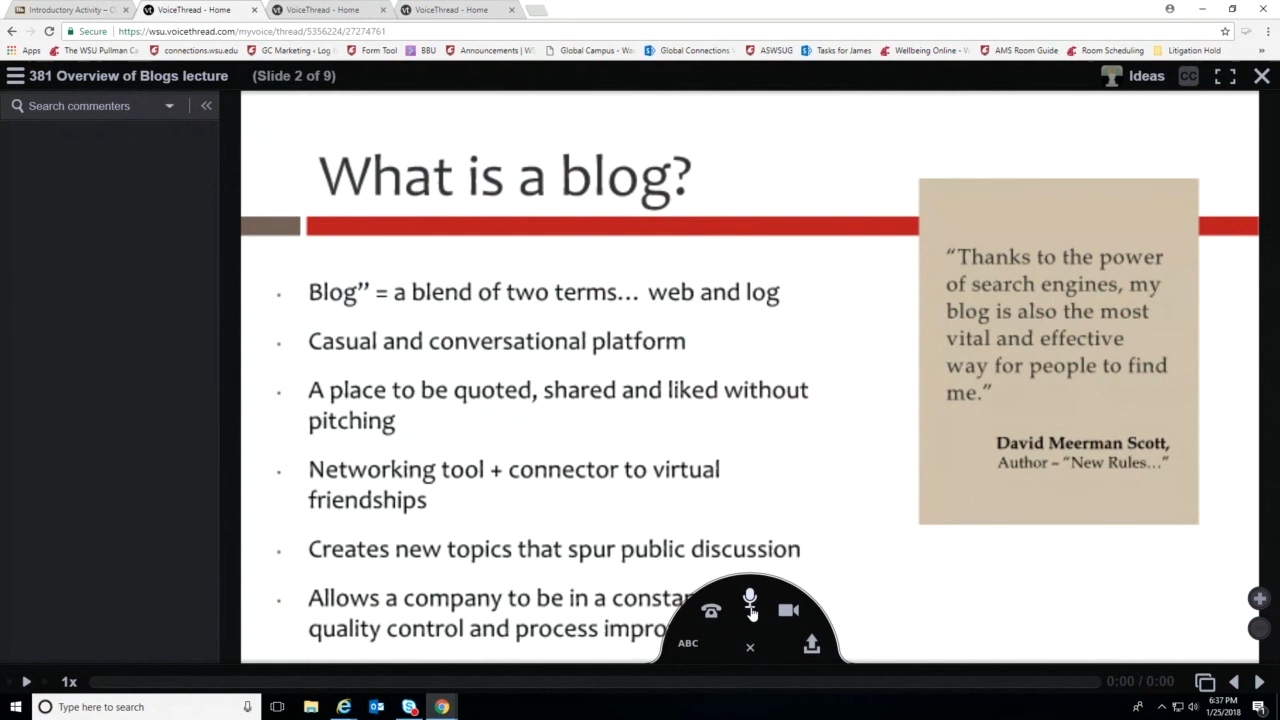 Introductory Activity – C
VoiceThread - Home
VoiceThread - Home
VoiceThread - Home
Secure
https://wsu.voicethread.com/myvoice/thread/5356224/27274761
Apps
The WSU Pullman Ca
connections.wsu.edu
GC Marketing - Log I
Form Tool
BBU
Announcements | WS
Global Campus - Wa
Global Connections
ASWSUG
Tasks for James
Wellbeing Online - W
AMS Room Guide
Room Scheduling
Litigation Hold
381 Overview of Blogs lecture (Slide 2 of 9)
Ideas
CC
Search commenters
What is a blog?
Blog” = a blend of two terms… web and log
Casual and conversational platform
A place to be quoted, shared and liked without
pitching
Networking tool + connector to virtual
friendships
Creates new topics that spur public discussion
Allows a company to be in a constan
quality control and process impro
“Thanks to the power
of search engines, my
blog is also the most
vital and effective
way for people to find
me.”
David Meerman Scott,
Author – “New Rules…“
ABC
1x
0:00 / 0:00
Type here to search
6:37 PM
1/25/2018